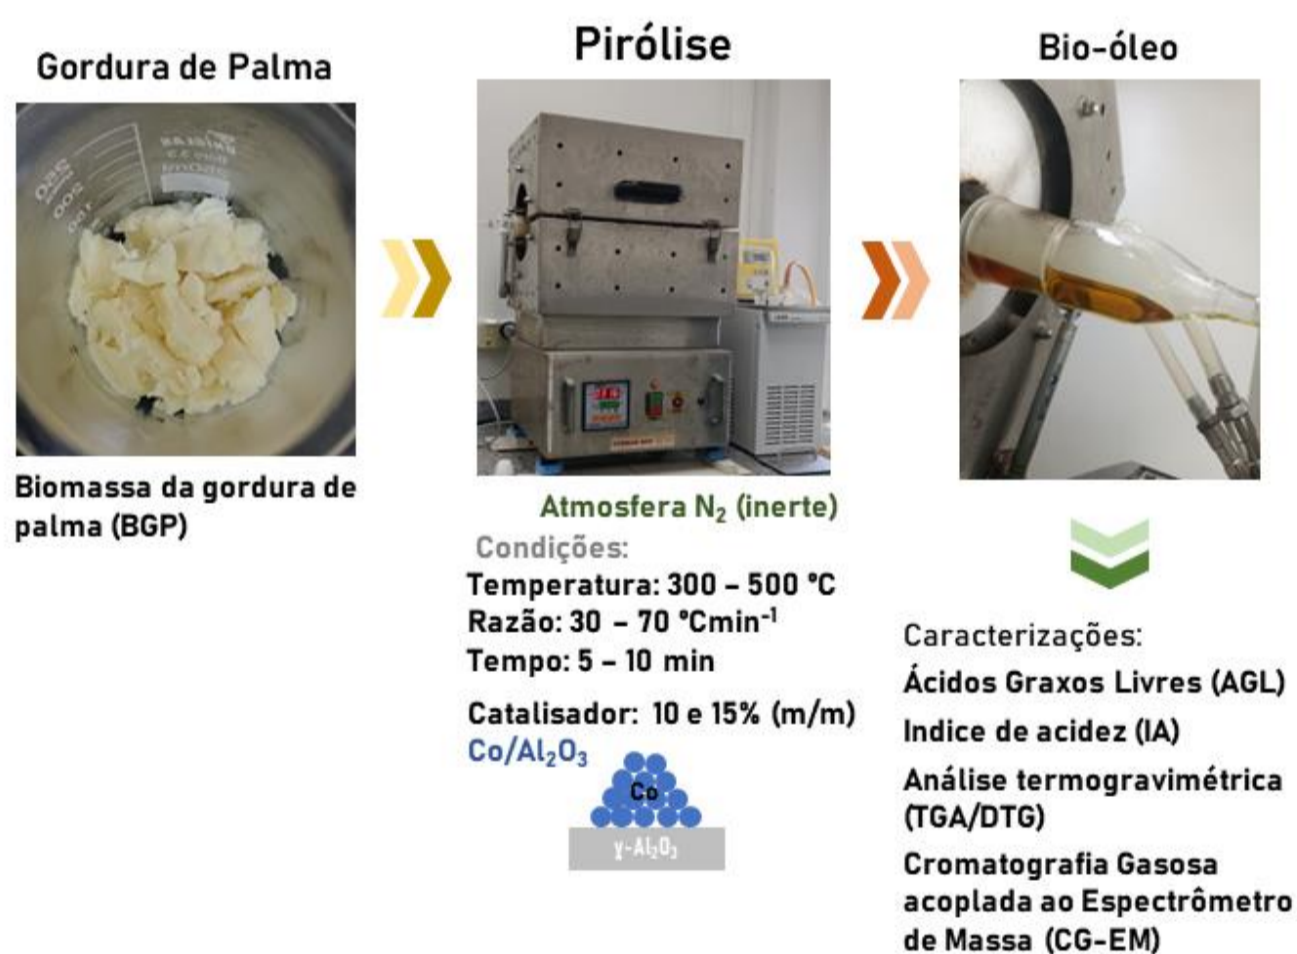 Gordura de Palma
Biomassa da gordura de
palma (BGP)
Pirólise
Atmosfera N₂ (inerte)
Condições:
Temperatura: 300 – 500 °C
Razão: 30 – 70 °Cmin⁻¹
Tempo: 5 – 10 min
Catalisador: 10 e 15% (m/m)
Co/Al₂O₃
Co
γ-Al₂O₃
Bio-óleo
Caracterizações:
Ácidos Graxos Livres (AGL)
Indice de acidez (IA)
Análise termogravimétrica
(TGA/DTG)
Cromatografia Gasosa
acoplada ao Espectrômetro
de Massa (CG-EM)
250
200